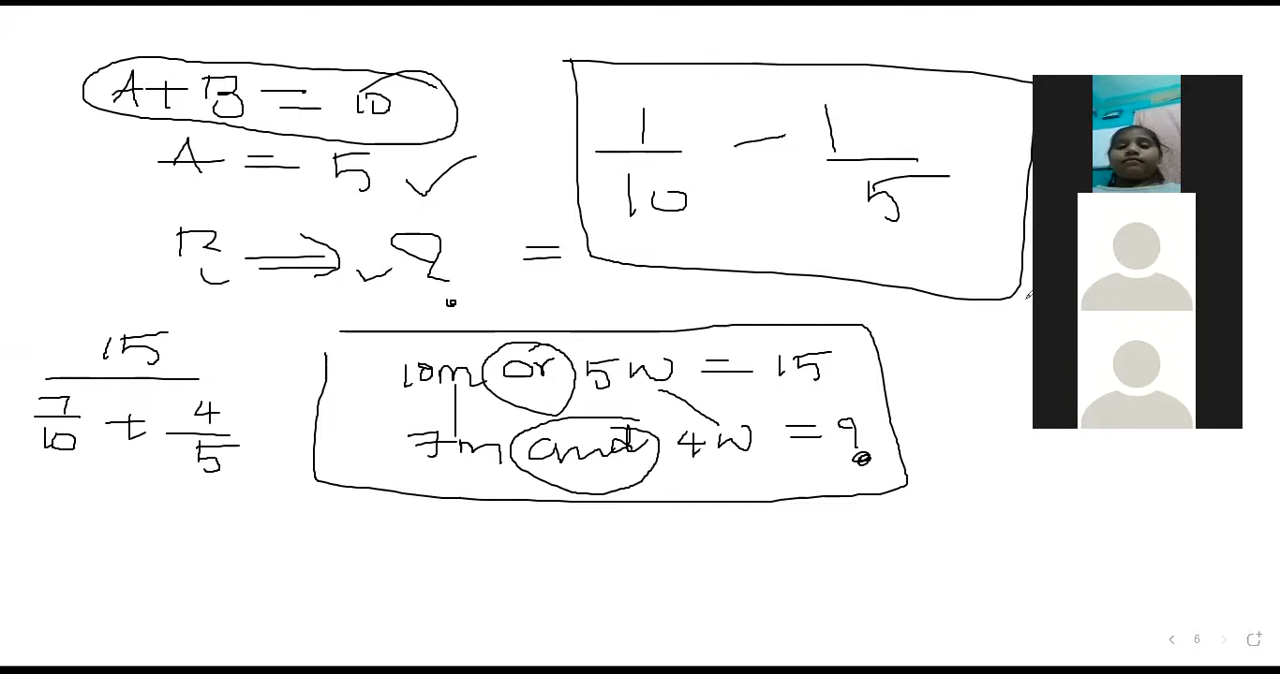 A + B = 10
A = 5 ✓
B ⇒ ✓ ?
= 1/10 - 1/5
15
7/10 + 4/5
10m or 5w = 15
7m and 4w = ?
< 6 >